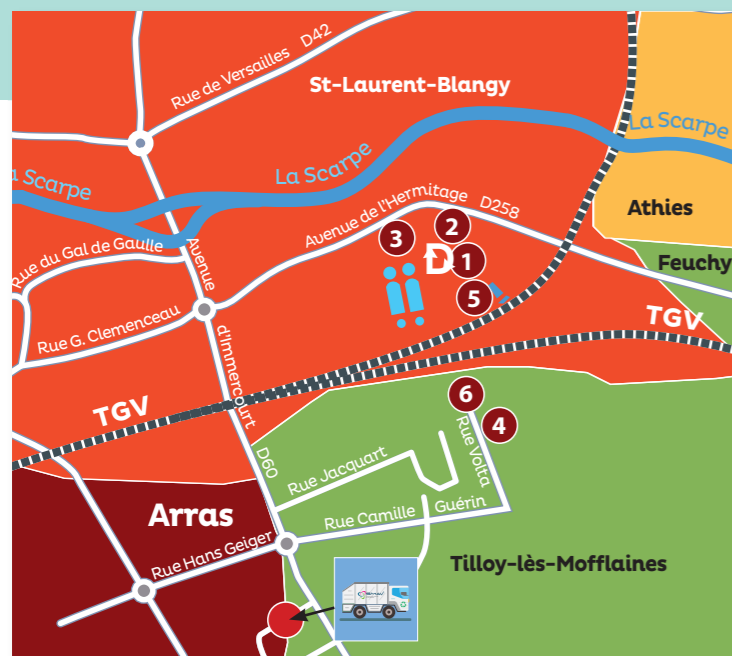 D42
Rue de Versailles
St-Laurent-Blangy
La Scarpe
La Scarpe
a Scarpe
Avenue de l'Hermitage
D258
Athies
2
3
D
1
Rue du Gal de Gaulle
Avenue
Feuchy
5
Rue G. Clemenceau
d'Immercourt
TGV
TGV
6
4
Rue Volta
D60
Rue Jacquart
Arras
Rue Camille Guérin
Rue Hans Geiger
Tilloy-lès-Mofflaines